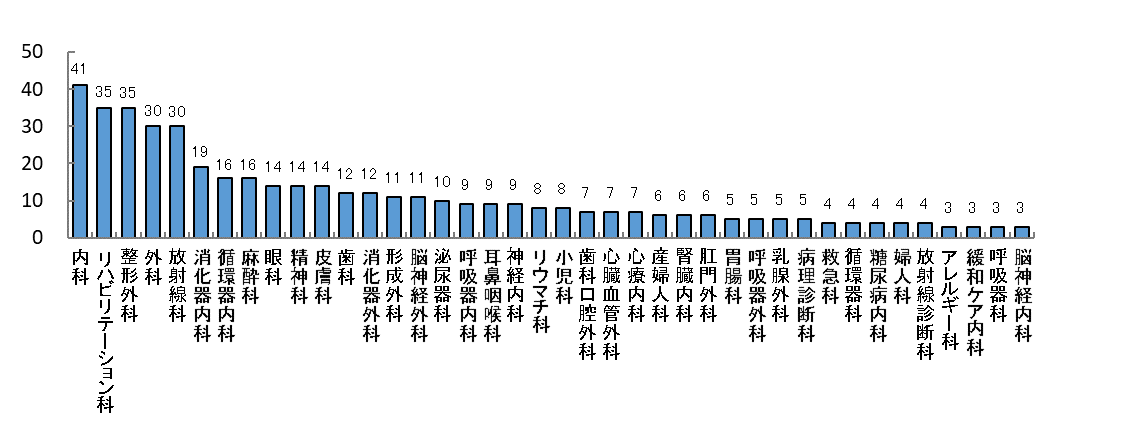 50
40
30
20
10
0
41
35
35
30
30
19
16
16
14
14
14
12
12
11
11
10
9
9
9
8
8
7
7
7
6
6
6
5
5
5
5
4
4
4
4
4
3
3
3
3
内科
リハビリテーション科
整形外科
外科
放射線科
消化器内科
循環器内科
麻酔科
眼科
精神科
皮膚科
歯科
消化器外科
形成外科
脳神経外科
泌尿器科
呼吸器内科
耳鼻咽喉科
神経内科
リウマチ科
小児科
歯科口腔外科
心臓血管外科
心療内科
産婦人科
腎臓内科
肛門外科
胃腸科
呼吸器外科
乳腺外科
病理診断科
救急科
循環器科
糖尿病内科
婦人科
放射線診断科
アレルギー科
緩和ケア内科
呼吸器科
脳神経内科